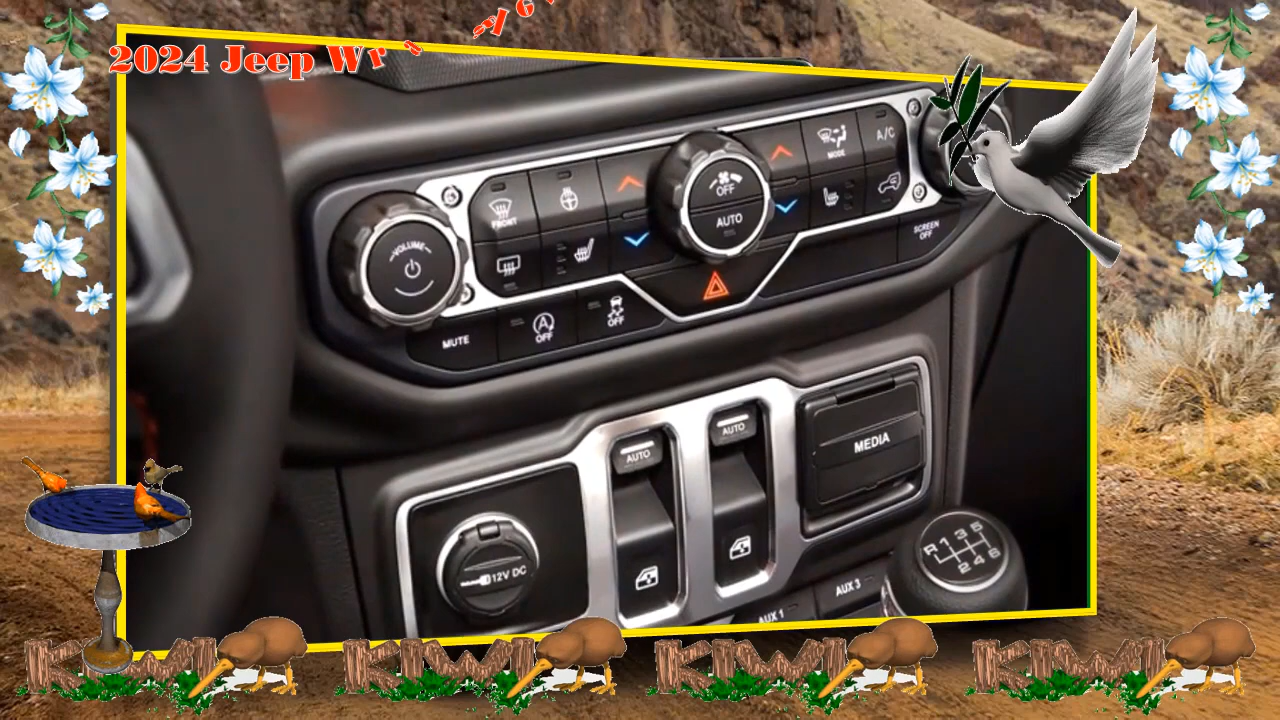 2024 Jeep Wr
A/C
MODE
OFF
AUTO
FRONT
VOLUME
SCREEN
OFF
A
OFF
OFF
MUTE
AUTO
AUTO
MEDIA
12V DC
R 1 3 5
2 4 6
AUX 3
AUX 1
KIWI KIWI KIWI KIWI